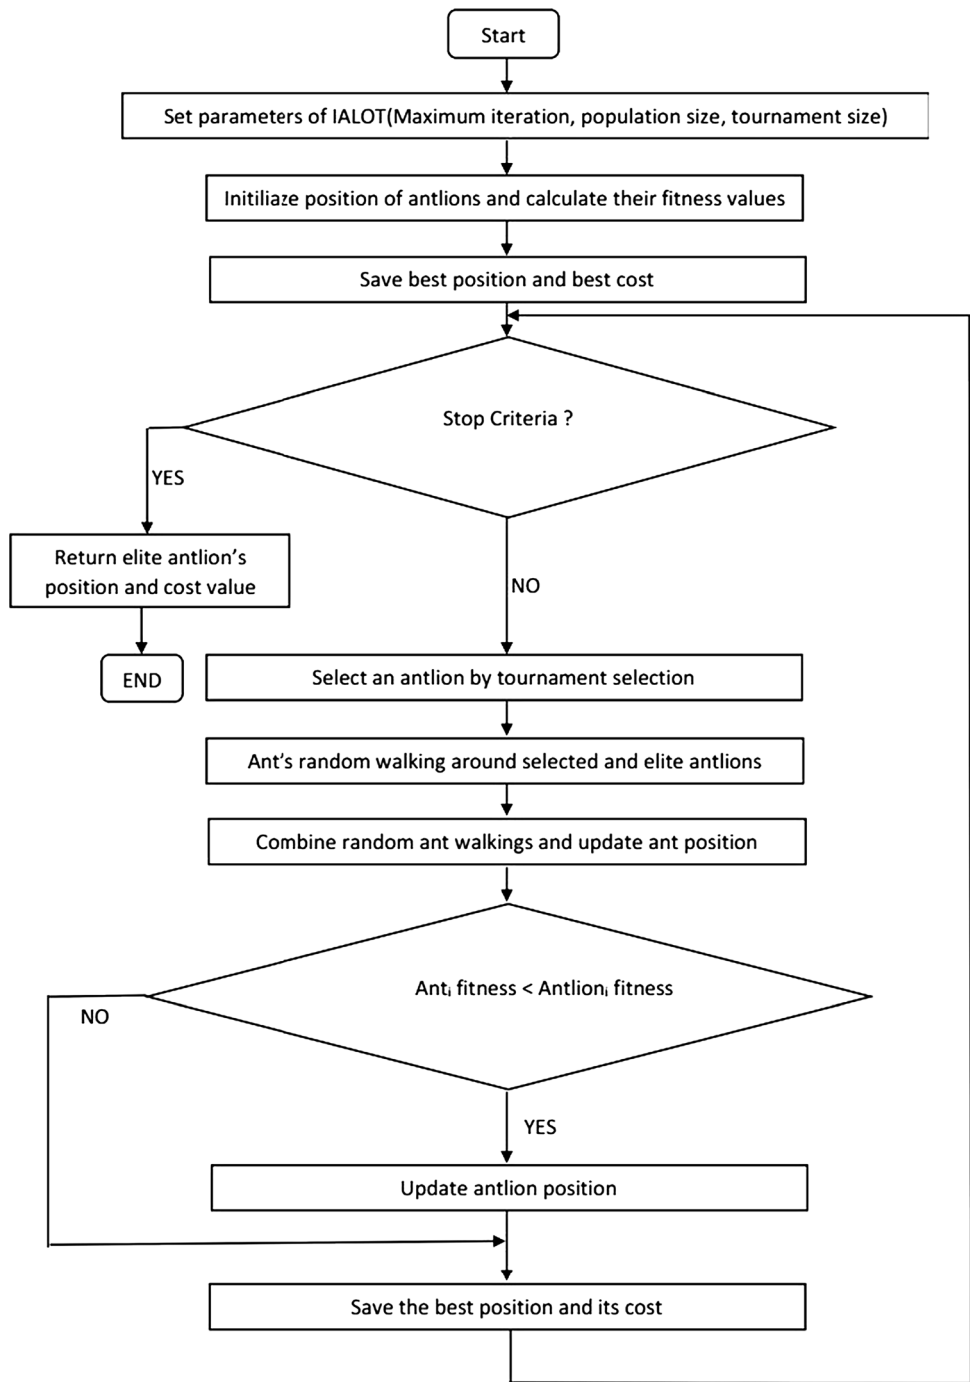 Start
Set parameters of IALOT(Maximum iteration, population size, tournament size)
Initiliaze position of antlions and calculate their fitness values
Save best position and best cost
Stop Criteria ?
YES
Return elite antlion's
position and cost value
END
NO
Select an antlion by tournament selection
Ant's random walking around selected and elite antlions
Combine random ant walkings and update ant position
Antᵢ fitness < Antlionᵢ fitness
NO
YES
Update antlion position
Save the best position and its cost